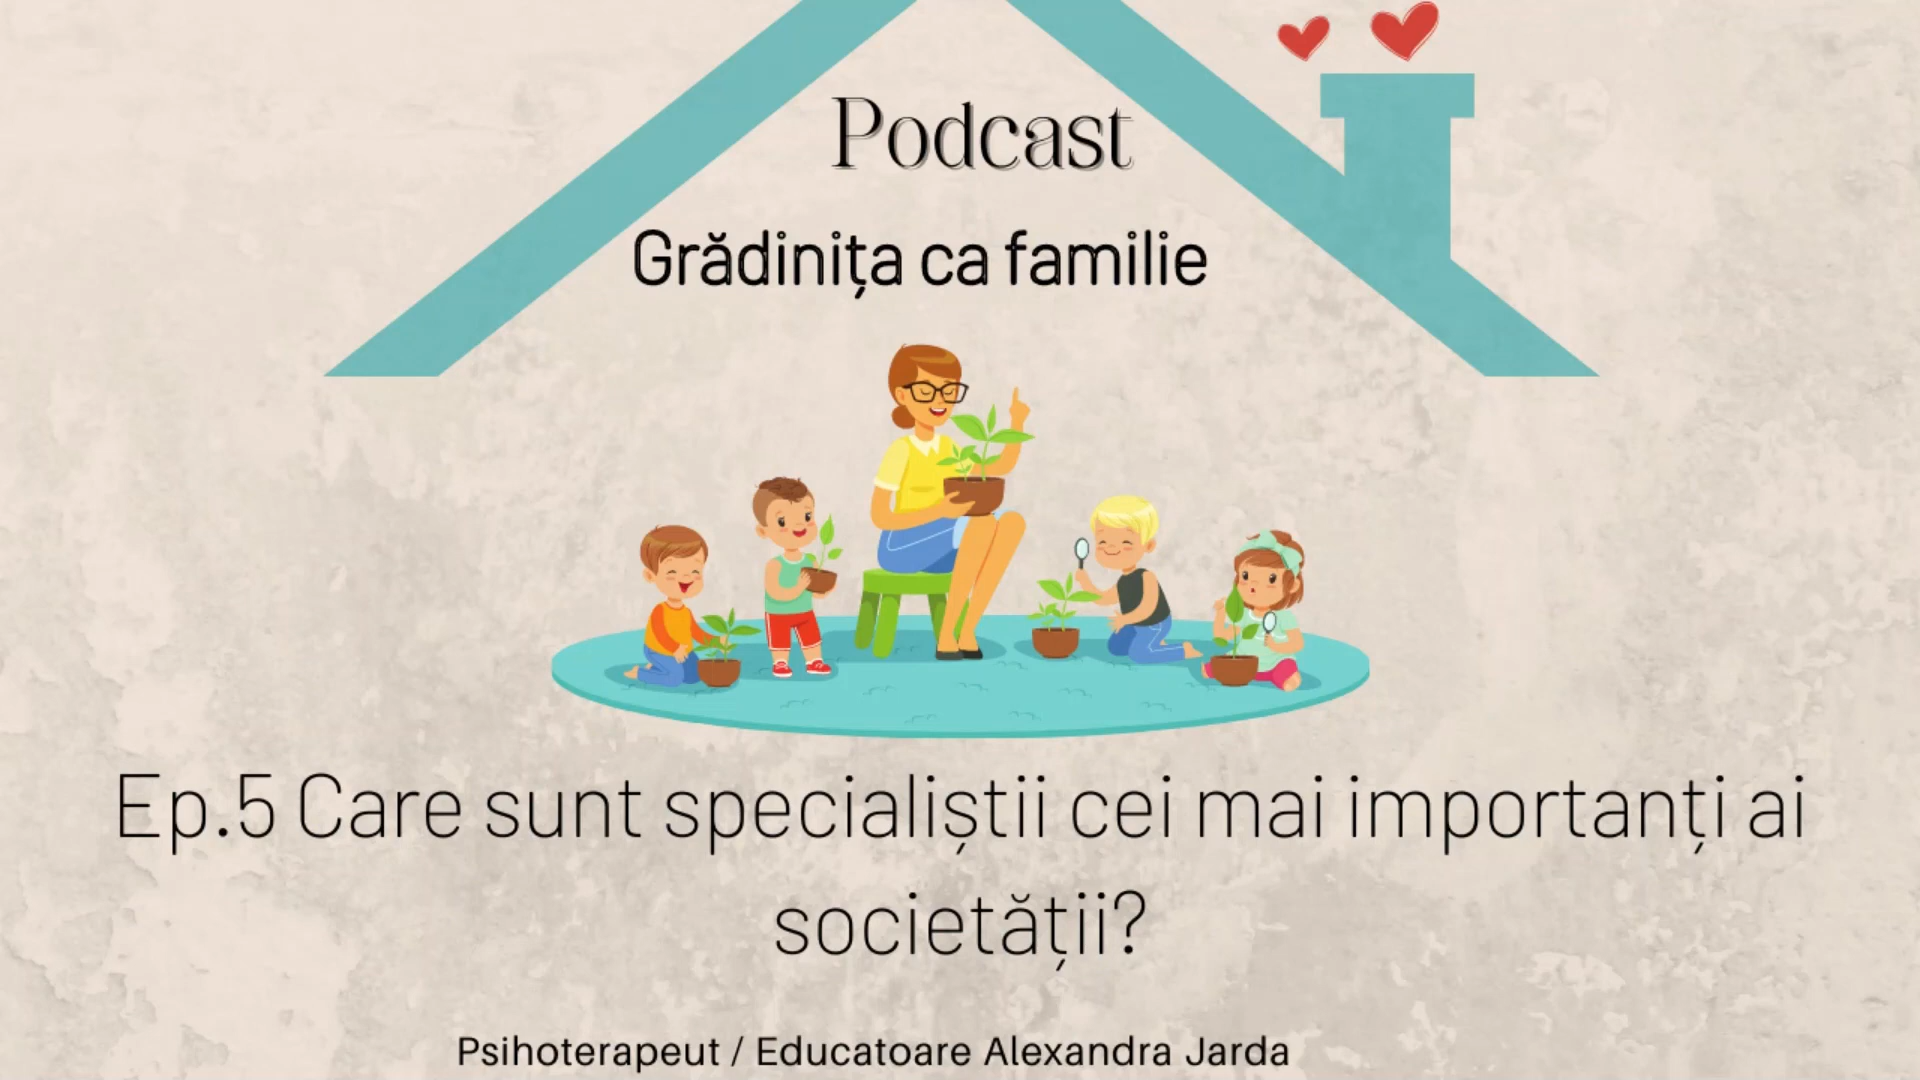 Podcast
Grădinița ca familie
Ep.5 Care sunt specialiștii cei mai importanți ai
societății?
Psihoterapeut / Educatoare Alexandra Jarda